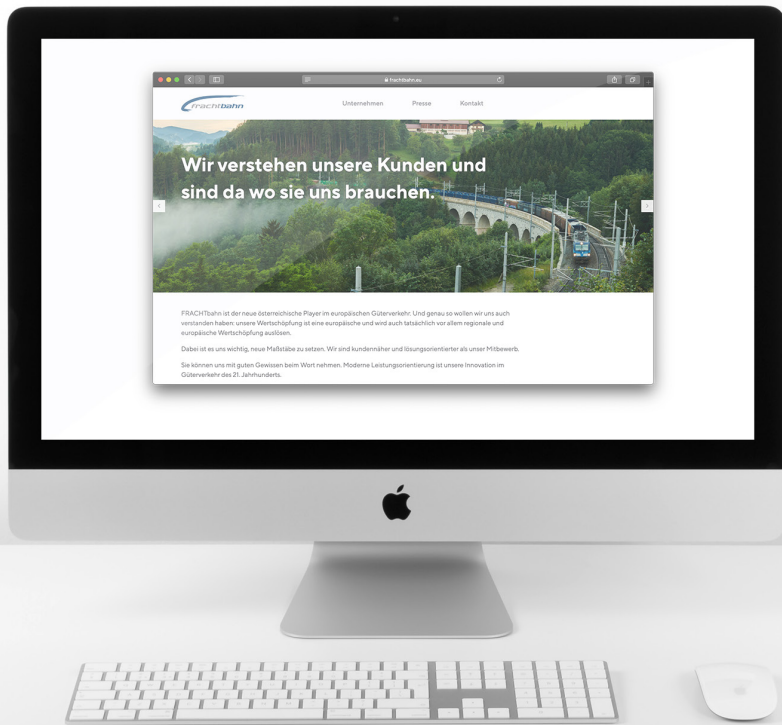 frachtbahn.eu
frachtbahn
Unternehmen Presse Kontakt
Wir verstehen unsere Kunden und
sind da wo sie uns brauchen.
FRACHTbahn ist der neue österreichische Player im europäischen Güterverkehr. Und genau so wollen wir uns auch
verstanden haben: unsere Wertschöpfung ist eine europäische und wird auch tatsächlich vor allem regionale und
europäische Wertschöpfung auslösen.
Dabei ist es uns wichtig, neue Maßstäbe zu setzen. Wir sind kundennäher und lösungsorientierter als unser Mitbewerb.
Sie können uns mit guten Gewissen beim Wort nehmen. Moderne Leistungsorientierung ist unsere Innovation im
Güterverkehr des 21. Jahrhunderts.